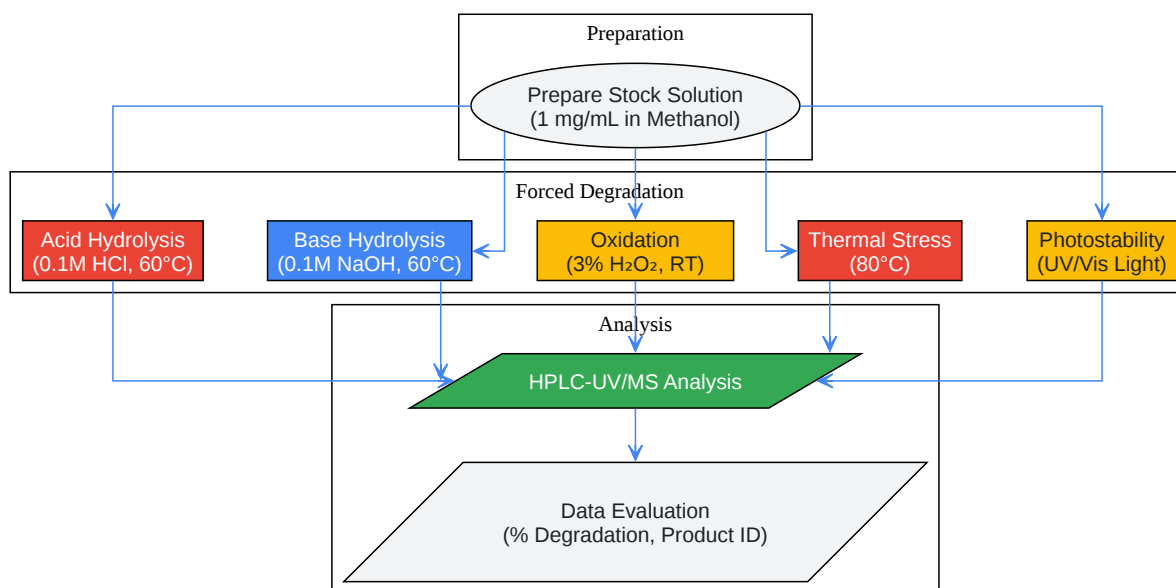 Preparation
Prepare Stock Solution
(1 mg/mL in Methanol)
Forced Degradation
Acid Hydrolysis
(0.1M HCl, 60°C)
Base Hydrolysis
(0.1M NaOH, 60°C)
Oxidation
(3% H₂O₂, RT)
Thermal Stress
(80°C)
Photostability
(UV/Vis Light)
Analysis
HPLC-UV/MS Analysis
Data Evaluation
(% Degradation, Product ID)